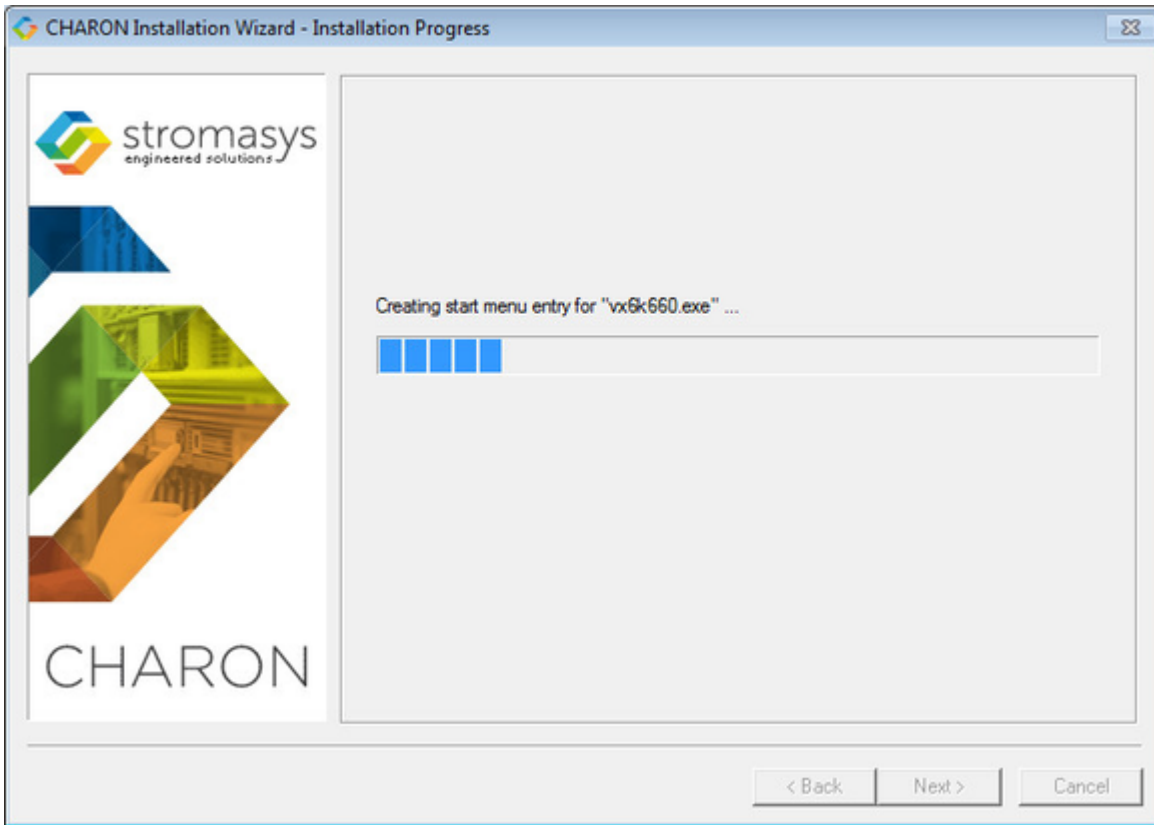 CHARON Installation Wizard - Installation Progress
stromasys
engineered solutions
Creating start menu entry for "vx6k660.exe" ...
CHARON
< Back
Next >
Cancel